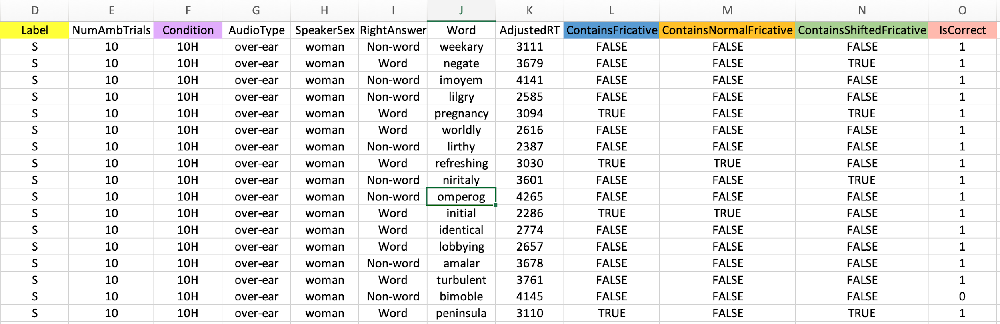 D E F G H I J K L M N O
Label NumAmbTrials Condition AudioType SpeakerSex RightAnswer Word AdjustedRT ContainsFricative ContainsNormalFricative ContainsShiftedFricative IsCorrect
S 10 10H over-ear woman Non-word weekary 3111 FALSE FALSE FALSE 1
S 10 10H over-ear woman Word negate 3679 FALSE FALSE TRUE 1
S 10 10H over-ear woman Non-word imoyem 4141 FALSE FALSE FALSE 1
S 10 10H over-ear woman Non-word lilgry 2585 FALSE FALSE FALSE 1
S 10 10H over-ear woman Word pregnancy 3094 TRUE FALSE TRUE 1
S 10 10H over-ear woman Word worldly 2616 FALSE FALSE FALSE 1
S 10 10H over-ear woman Non-word lirthy 2387 FALSE FALSE FALSE 1
S 10 10H over-ear woman Word refreshing 3030 TRUE TRUE FALSE 1
S 10 10H over-ear woman Non-word niritaly 3601 FALSE FALSE TRUE 1
S 10 10H over-ear woman Non-word omperog 4265 FALSE FALSE FALSE 1
S 10 10H over-ear woman Word initial 2286 TRUE TRUE FALSE 1
S 10 10H over-ear woman Word identical 2774 FALSE FALSE FALSE 1
S 10 10H over-ear woman Word lobbying 2657 FALSE FALSE FALSE 1
S 10 10H over-ear woman Non-word amalar 3678 FALSE FALSE FALSE 1
S 10 10H over-ear woman Word turbulent 3761 FALSE FALSE FALSE 1
S 10 10H over-ear woman Non-word bimoble 4145 FALSE FALSE FALSE 0
S 10 10H over-ear woman Word peninsula 3110 TRUE FALSE TRUE 1